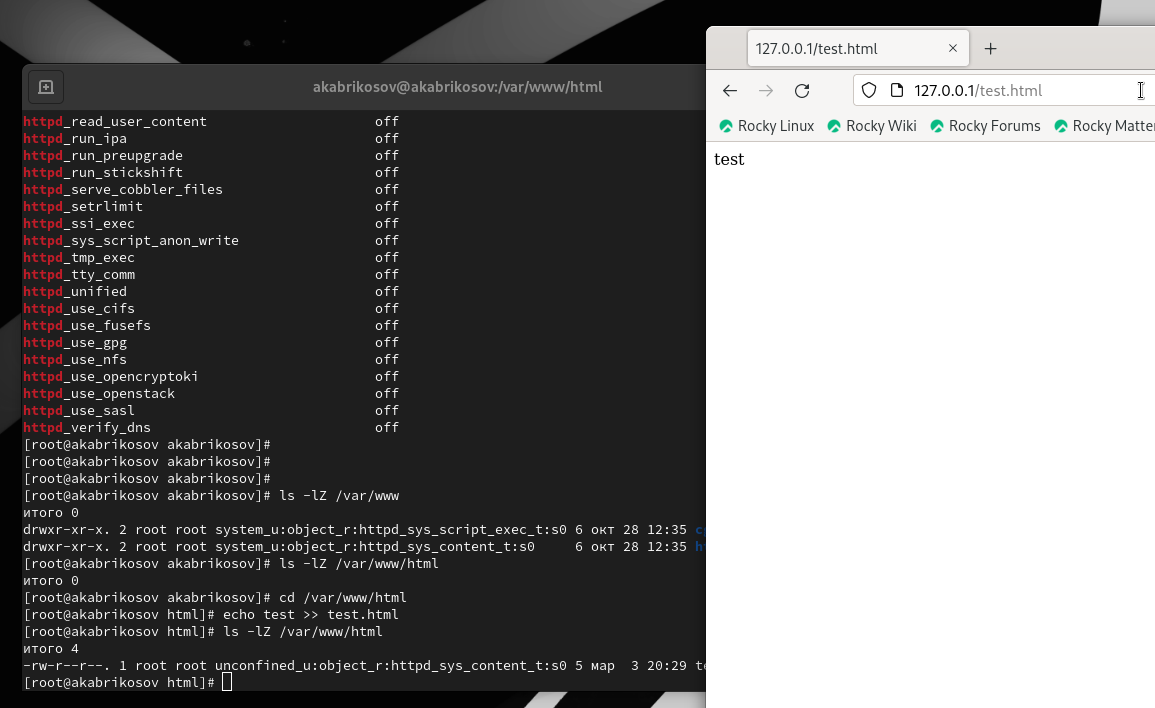 akabrikosov@akabrikosov:/var/www/html
httpd_read_user_content off
httpd_run_ipa off
httpd_run_preupgrade off
httpd_run_stickshift off
httpd_serve_cobbler_files off
httpd_setrlimit off
httpd_ssi_exec off
httpd_sys_script_anon_write off
httpd_tmp_exec off
httpd_tty_comm off
httpd_unified off
httpd_use_cifs off
httpd_use_fusefs off
httpd_use_gpg off
httpd_use_nfs off
httpd_use_opencryptoki off
httpd_use_openstack off
httpd_use_sasl off
httpd_verify_dns off
[root@akabrikosov akabrikosov]#
[root@akabrikosov akabrikosov]#
[root@akabrikosov akabrikosov]#
[root@akabrikosov akabrikosov]# ls -lZ /var/www
итого 0
drwxr-xr-x. 2 root root system_u:object_r:httpd_sys_script_exec_t:s0 6 окт 28 12:35
drwxr-xr-x. 2 root root system_u:object_r:httpd_sys_content_t:s0 6 окт 28 12:35
[root@akabrikosov akabrikosov]# ls -lZ /var/www/html
итого 0
[root@akabrikosov akabrikosov]# cd /var/www/html
[root@akabrikosov html]# echo test >> test.html
[root@akabrikosov html]# ls -lZ /var/www/html
итого 4
-rw-r--r--. 1 root root unconfined_u:object_r:httpd_sys_content_t:s0 5 мар 3 20:29 te
[root@akabrikosov html]#
127.0.0.1/test.html
127.0.0.1/test.html
Rocky Linux Rocky Wiki Rocky Forums Rocky Matter
test